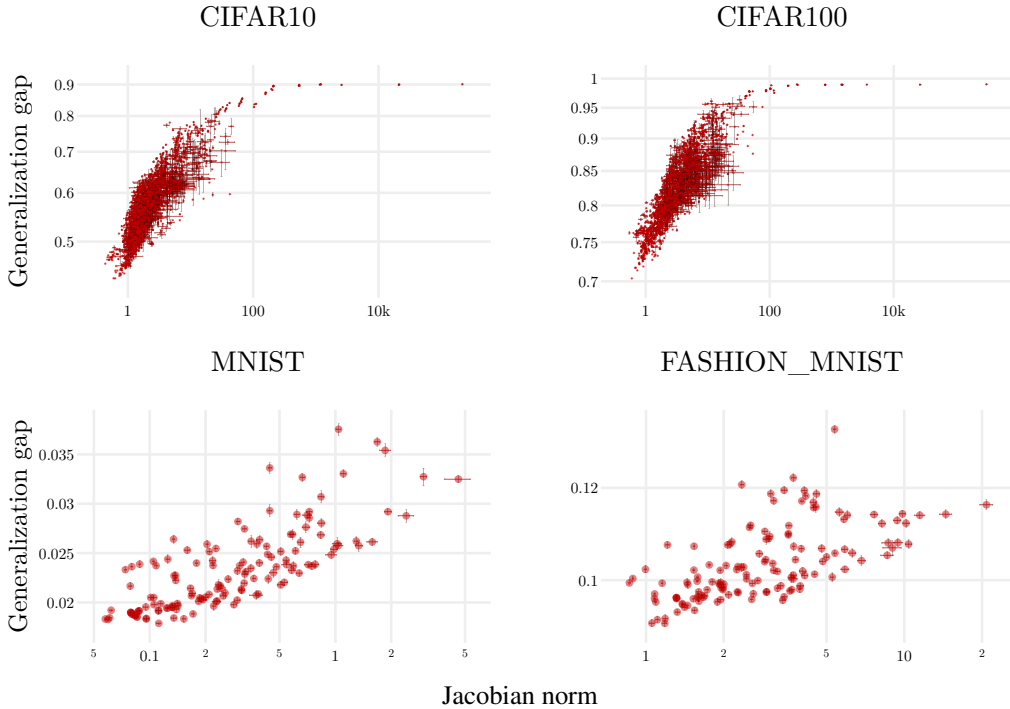 CIFAR10 CIFAR100
Generalization gap
0.9
0.8
0.7
0.6
0.5
1 100 10k
1
0.95
0.9
0.85
0.8
0.75
0.7
1 100 10k
MNIST FASHION_MNIST
Generalization gap
0.035
0.03
0.025
0.02
5 0.1 2 5 1 2 5
0.12
0.1
1 2 5 10 2
Jacobian norm